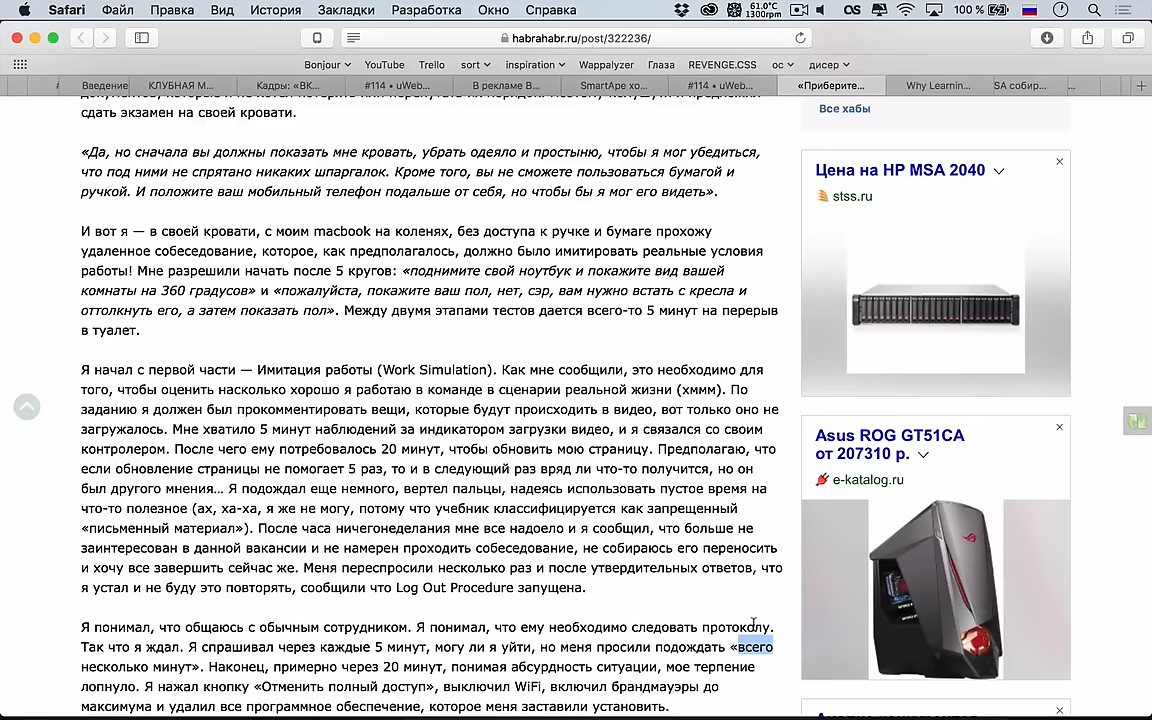 Safari Файл Правка Вид История Закладки Разработка Окно Справка 61.0°C 1300rpm 100 %
habrahabr.ru/post/322236/
Bonjour YouTube Trello sort inspiration Wappalyzer Глаза REVENGE.CSS ос дисер
Введение КЛУБНАЯ М... Кадры: «ВК... #114 • uWeb... В рекламе В... SmartApe хо... #114 • uWeb... «Приберите... Why Learnin... SA собир...
сдать экзамен на своей кровати.
«Да, но сначала вы должны показать мне кровать, убрать одеяло и простыню, чтобы я мог убедиться,
что под ними не спрятано никаких шпаргалок. Кроме того, вы не сможете пользоваться бумагой и
ручкой. И положите ваш мобильный телефон подальше от себя, но чтобы бы я мог его видеть».
И вот я — в своей кровати, с моим macbook на коленях, без доступа к ручке и бумаге прохожу
удаленное собеседование, которое, как предполагалось, должно было имитировать реальные условия
работы! Мне разрешили начать после 5 кругов: «поднимите свой ноутбук и покажите вид вашей
комнаты на 360 градусов» и «пожалуйста, покажите ваш пол, нет, сэр, вам нужно встать с кресла и
оттолкнуть его, а затем показать пол». Между двумя этапами тестов дается всего-то 5 минут на перерыв
в туалет.
Я начал с первой части — Имитация работы (Work Simulation). Как мне сообщили, это необходимо для
того, чтобы оценить насколько хорошо я работаю в команде в сценарии реальной жизни (хммм). По
заданию я должен был прокомментировать вещи, которые будут происходить в видео, вот только оно не
загружалось. Мне хватило 5 минут наблюдений за индикатором загрузки видео, и я связался со своим
контролером. После чего ему потребовалось 20 минут, чтобы обновить мою страницу. Предполагаю, что
если обновление страницы не помогает 5 раз, то и в следующий раз вряд ли что-то получится, но он
был другого мнения... Я подождал еще немного, вертел пальцы, надеясь использовать пустое время на
что-то полезное (ах, ха-ха, я же не могу, потому что учебник классифицируется как запрещенный
«письменный материал»). После часа ничегонеделания мне все надоело и я сообщил, что больше не
заинтересован в данной вакансии и не намерен проходить собеседование, не собираюсь его переносить
и хочу все завершить сейчас же. Меня переспросили несколько раз и после утвердительных ответов, что
я устал и не буду это повторять, сообщили что Log Out Procedure запущена.
Я понимал, что общаюсь с обычным сотрудником. Я понимал, что ему необходимо следовать протоколу.
Так что я ждал. Я спрашивал через каждые 5 минут, могу ли я уйти, но меня просили подождать «всего
несколько минут». Наконец, примерно через 20 минут, понимая абсурдность ситуации, мое терпение
лопнуло. Я нажал кнопку «Отменить полный доступ», выключил WiFi, включил брандмауэры до
максимума и удалил все программное обеспечение, которое меня заставили установить.
Все хабы
Цена на HP MSA 2040
stss.ru
Asus ROG GT51CA
от 207310 р.
e-katalog.ru